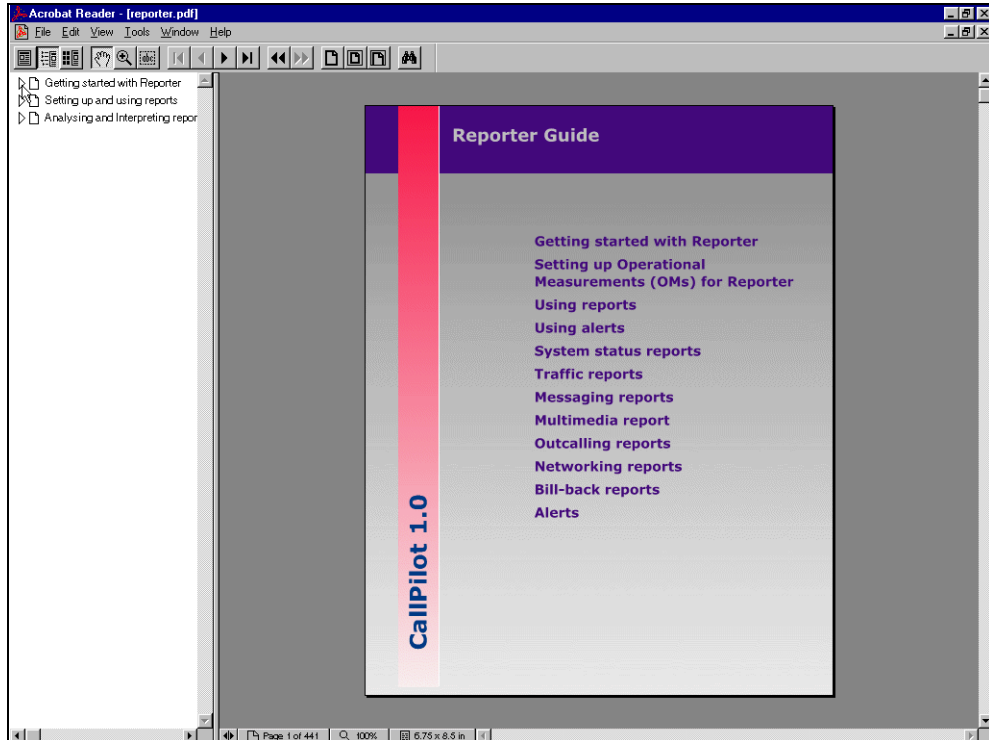 Acrobat Reader - [reporter.pdf]
File Edit View Tools Window Help
abc
Getting started with Reporter
Setting up and using reports
Analysing and Interpreting repor
Reporter Guide
Getting started with Reporter
Setting up Operational
Measurements (OMs) for Reporter
Using reports
Using alerts
System status reports
Traffic reports
Messaging reports
Multimedia report
Outcalling reports
Networking reports
Bill-back reports
Alerts
CallPilot 1.0
Page 1 of 441 100% 6.75 x 8.5 in